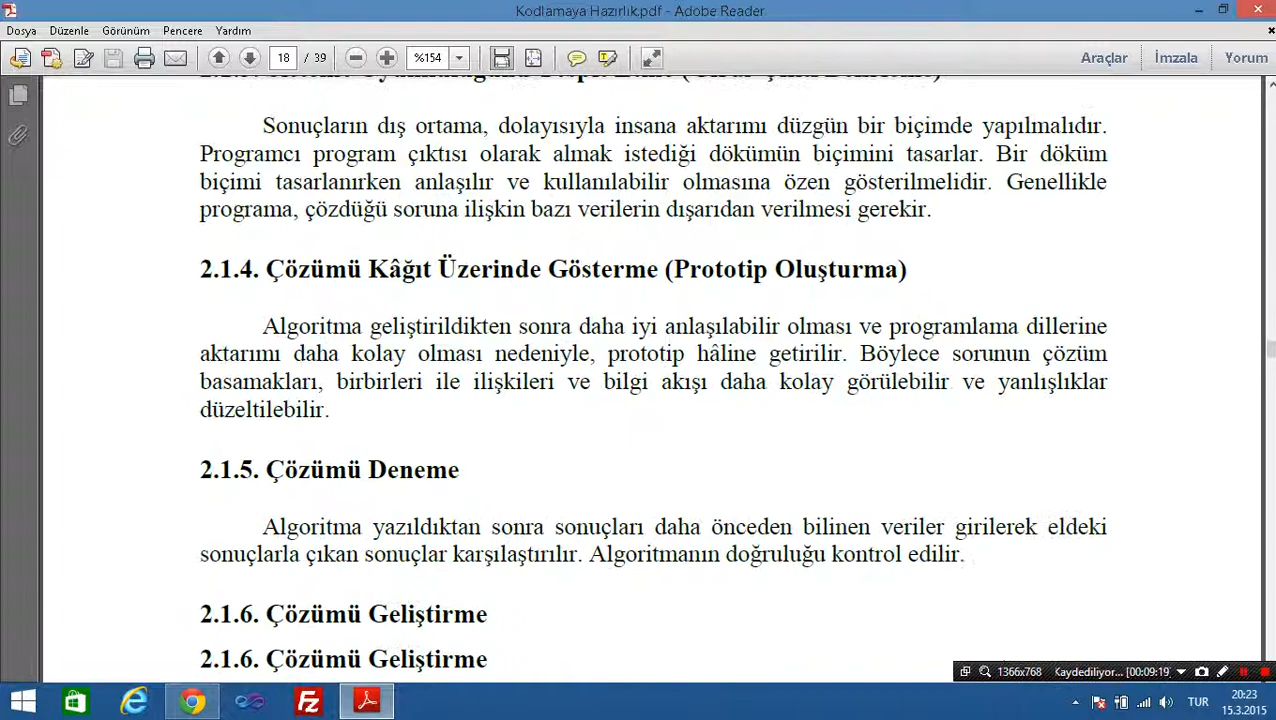 Kodlamaya Hazırlık.pdf - Adobe Reader
Dosya Düzenle Görünüm Pencere Yardım
18 / 39 %154 Araçlar İmzala Yorum
Sonuçların dış ortama, dolayısıyla insana aktarımı düzgün bir biçimde yapılmalıdır.
Programcı program çıktısı olarak almak istediği dökümün biçimini tasarlar. Bir döküm
biçimi tasarlanırken anlaşılır ve kullanılabilir olmasına özen gösterilmelidir. Genellikle
programa, çözdüğü soruna ilişkin bazı verilerin dışarıdan verilmesi gerekir.
2.1.4. Çözümü Kâğıt Üzerinde Gösterme (Prototip Oluşturma)
Algoritma geliştirildikten sonra daha iyi anlaşılabilir olması ve programlama dillerine
aktarımı daha kolay olması nedeniyle, prototip hâline getirilir. Böylece sorunun çözüm
basamakları, birbirleri ile ilişkileri ve bilgi akışı daha kolay görülebilir ve yanlışlıklar
düzeltilebilir.
2.1.5. Çözümü Deneme
Algoritma yazıldıktan sonra sonuçları daha önceden bilinen veriler girilerek eldeki
sonuçlarla çıkan sonuçlar karşılaştırılır. Algoritmanın doğruluğu kontrol edilir.
2.1.6. Çözümü Geliştirme
2.1.6. Çözümü Geliştirme
1366x768 Kaydediliyor... [00:09:19]
TUR 20:23
15.3.2015